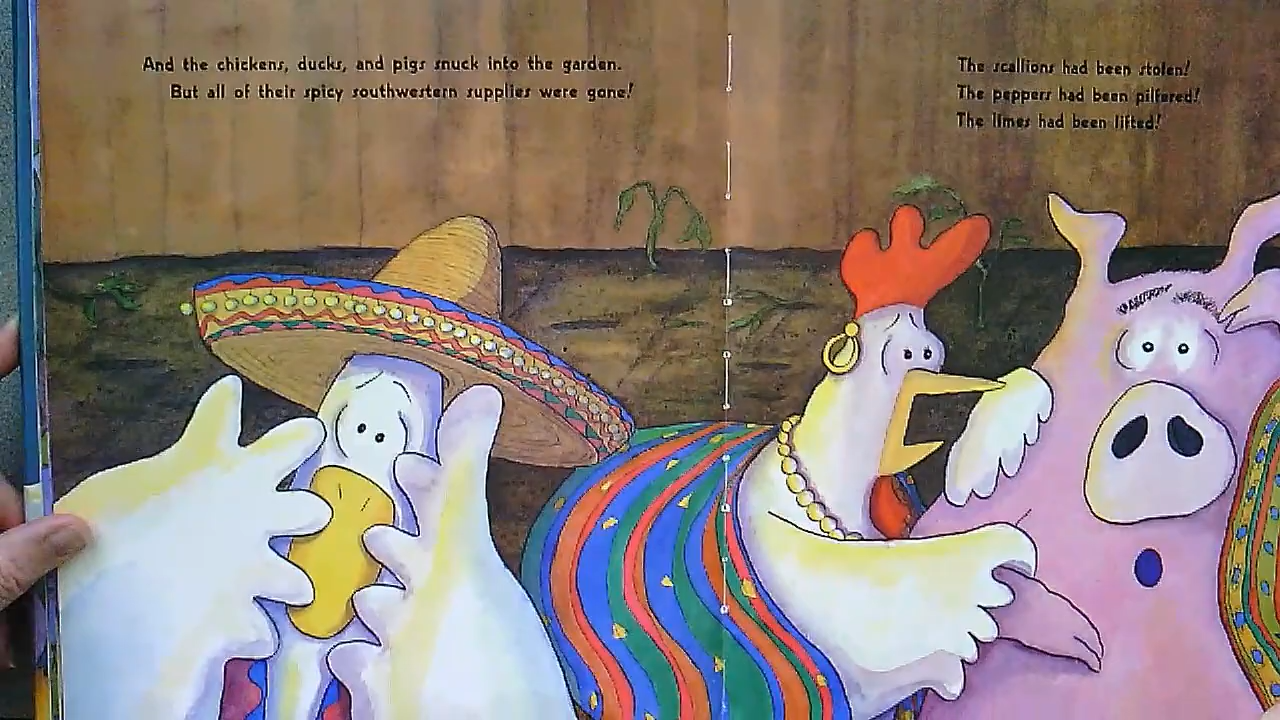 And the chickens, ducks, and pigs snuck into the garden.
But all of their spicy southwestern supplies were gone!
The scallions had been stolen!
The peppers had been pilfered!
The limes had been lifted!